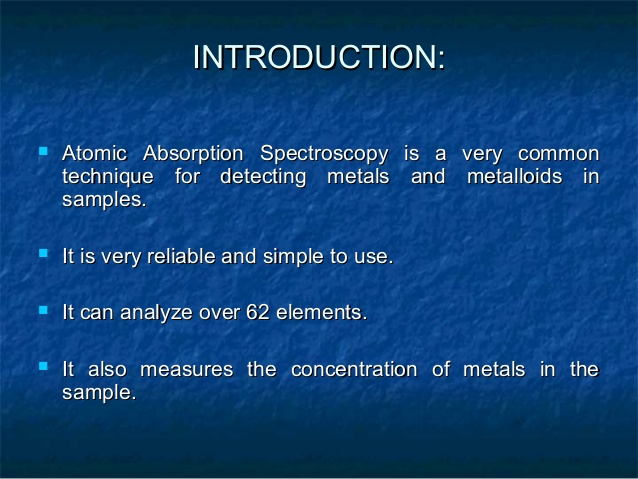 INTRODUCTION:
Atomic Absorption Spectroscopy is a very common
technique for detecting metals and metalloids in
samples.
It is very reliable and simple to use.
It can analyze over 62 elements.
It also measures the concentration of metals in the
sample.